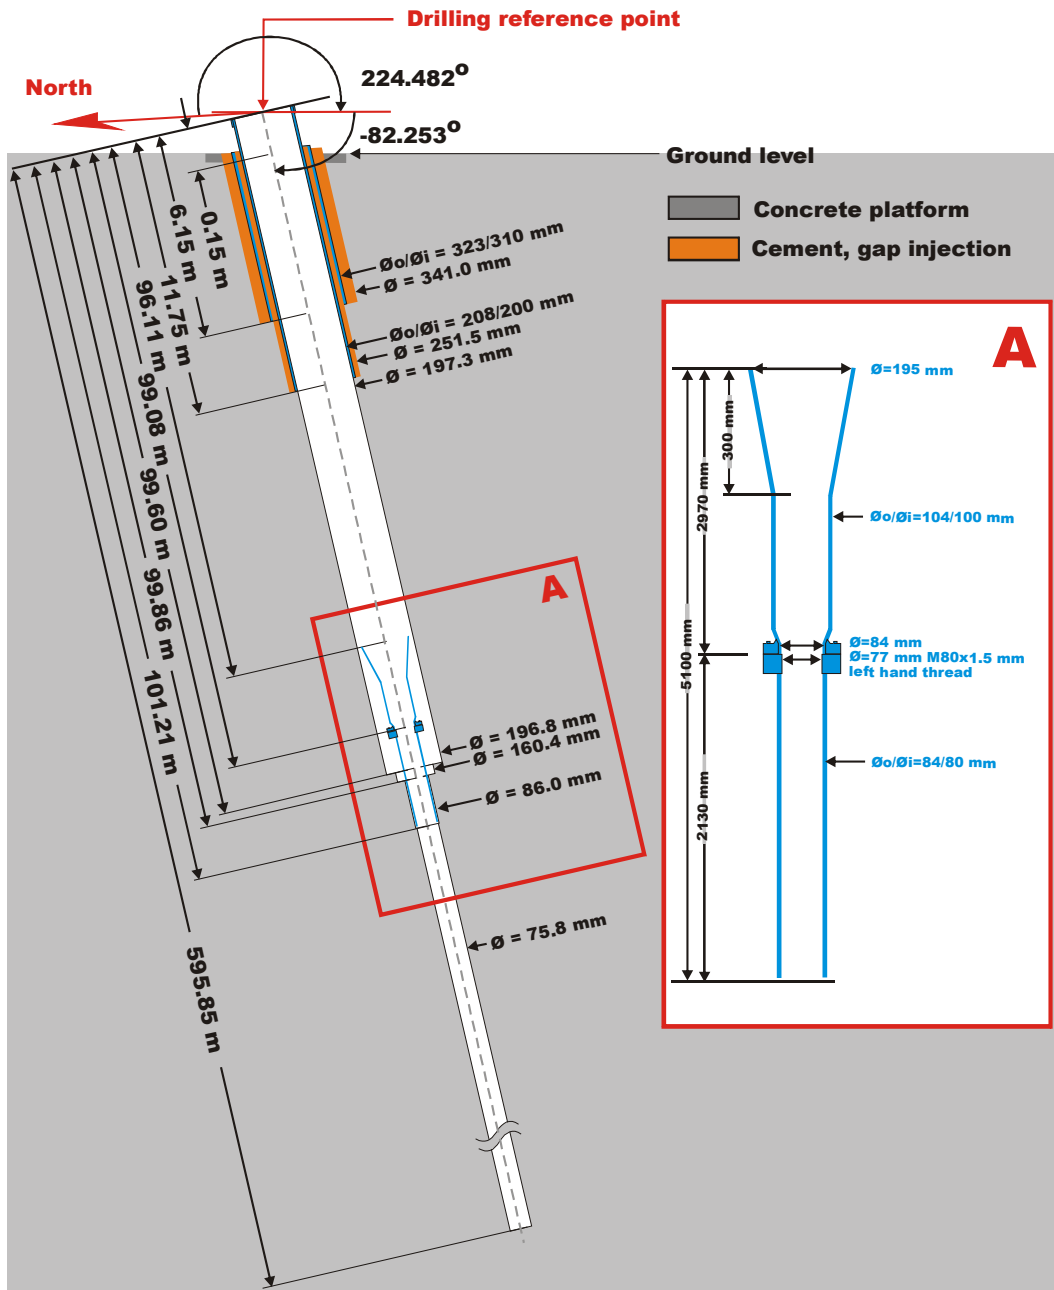 Drilling reference point
224.482°
North
-82.253°
Ground level
Concrete platform
Cement, gap injection
0.15 m
6.15 m
11.75 m
96.11 m
99.08 m
99.60 m
99.86 m
101.21 m
595.85 m
Øo/Øi = 323/310 mm
Ø = 341.0 mm
Øo/Øi = 208/200 mm
Ø = 251.5 mm
Ø = 197.3 mm
A
Ø = 196.8 mm
Ø = 160.4 mm
Ø = 86.0 mm
Ø = 75.8 mm
A
Ø=195 mm
300 mm
2970 mm
Øo/Øi=104/100 mm
5100 mm
Ø=84 mm
Ø=77 mm M80x1.5 mm
left hand thread
Øo/Øi=84/80 mm
2130 mm